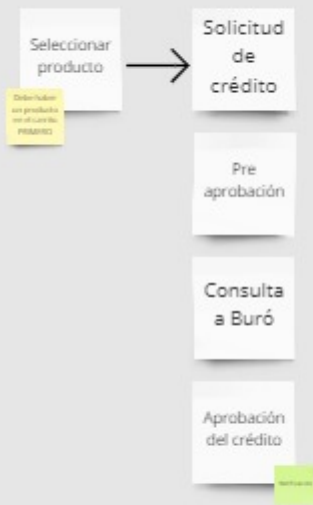 Seleccionar
producto
Solicitud
de
crédito
Debe haber
un producto
en el carrito
PRIMERO
Pre
aprobación
Consulta
a Buró
Aprobación
del crédito